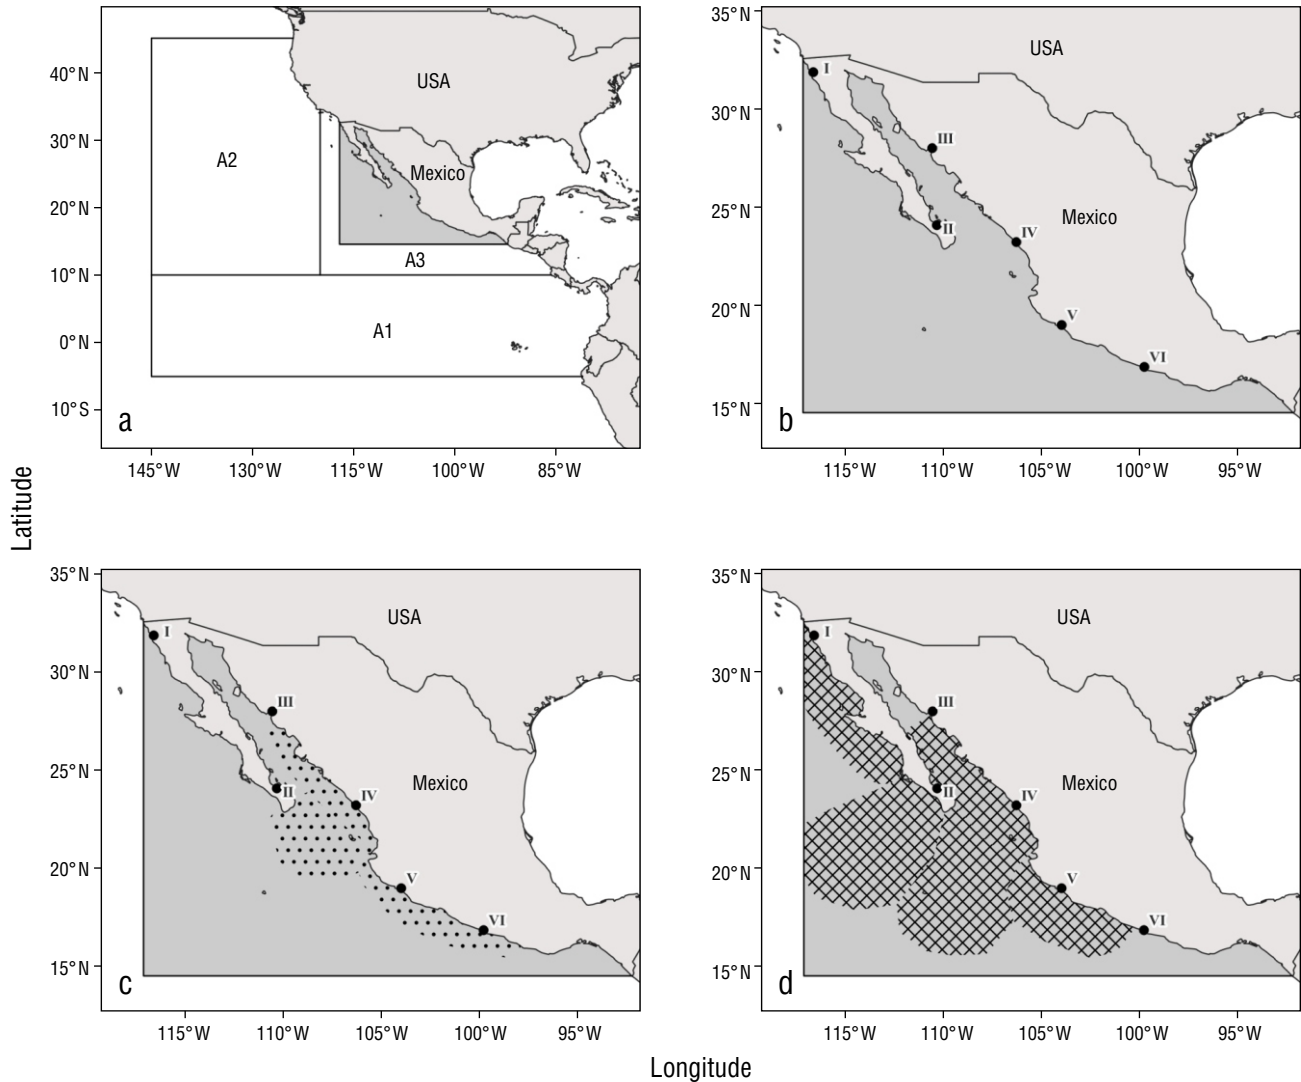 USA
Mexico
A2
A3
A1
a
40°N
30°N
20°N
10°N
0°N
10°S
145°W 130°W 115°W 100°W 85°W
35°N
30°N
25°N
20°N
15°N
USA
I
III
II
IV
Mexico
V
VI
b
115°W 110°W 105°W 100°W 95°W
Latitude
35°N
30°N
25°N
20°N
15°N
USA
I
III
II
IV
Mexico
V
VI
c
115°W 110°W 105°W 100°W 95°W
35°N
30°N
25°N
20°N
15°N
USA
I
III
II
IV
Mexico
V
VI
d
115°W 110°W 105°W 100°W 95°W
Longitude